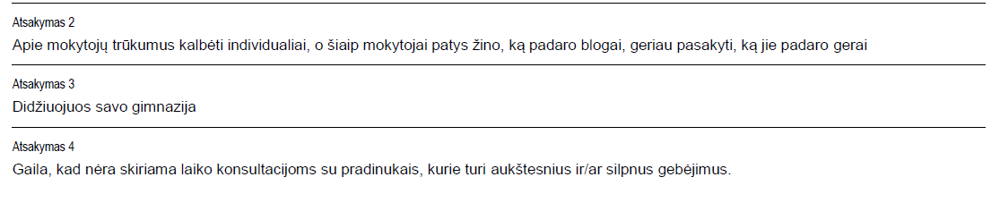 Atsakymas 2
Apie mokytojų trūkumus kalbėti individualiai, o šiaip mokytojai patys žino, ką padaro blogai, geriau pasakyti, ką jie padaro gerai
Atsakymas 3
Didžiuojuos savo gimnazija
Atsakymas 4
Gaila, kad nėra skiriama laiko konsultacijoms su pradinukais, kurie turi aukštesnius ir/ar silpnus gebėjimus.